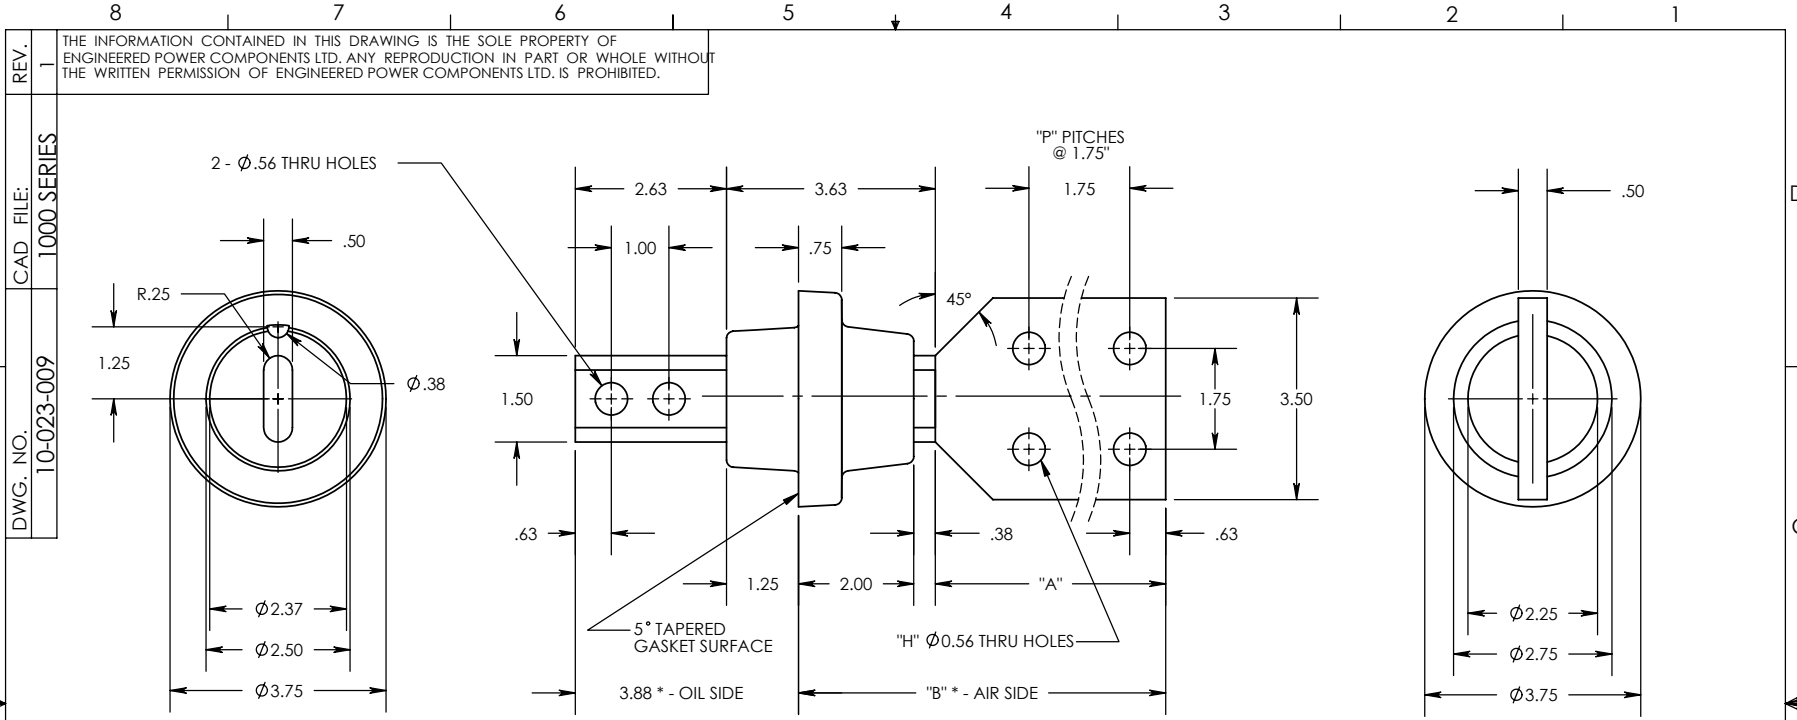 8 7 6 5 4 3 2 1
REV.
1
THE INFORMATION CONTAINED IN THIS DRAWING IS THE SOLE PROPERTY OF
ENGINEERED POWER COMPONENTS LTD. ANY REPRODUCTION IN PART OR WHOLE WITHOUT
THE WRITTEN PERMISSION OF ENGINEERED POWER COMPONENTS LTD. IS PROHIBITED.
CAD FILE:
1000 SERIES
DWG. NO.
10-023-009
2 - Ø.56 THRU HOLES
.50
R.25
1.25
Ø.38
Ø2.37
Ø2.50
Ø3.75
2.63
3.63
"P" PITCHES
@ 1.75"
1.75
1.00
.75
45°
1.50
1.75
3.50
.63
.38
.63
1.25
2.00
"A"
5° TAPERED
GASKET SURFACE
"H" Ø0.56 THRU HOLES
3.88 * - OIL SIDE
"B" * - AIR SIDE
.50
Ø2.25
Ø2.75
Ø3.75